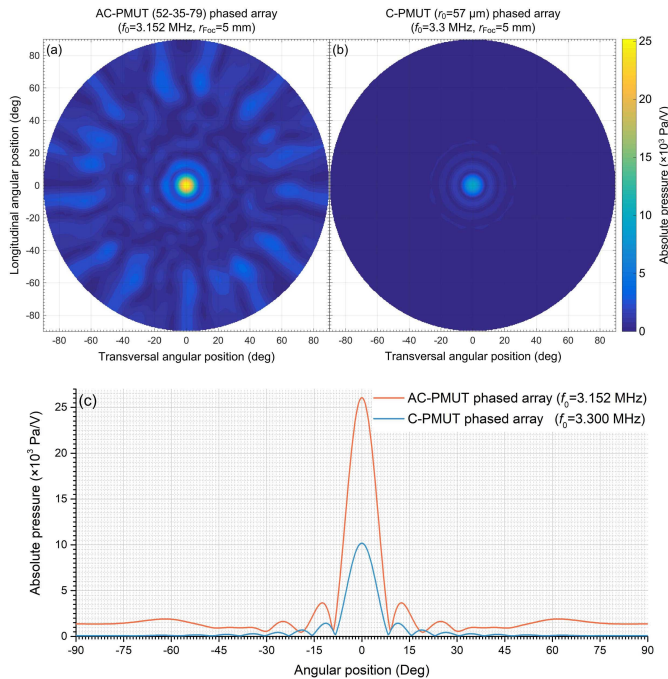 AC-PMUT (52-35-79) phased array
(f₀=3.152 MHz, r_Foc=5 mm)
C-PMUT (r₀=57 µm) phased array
(f₀=3.3 MHz, r_Foc=5 mm)
(a)
(b)
Longitudinal angular position (deg)
80
60
40
20
0
-20
-40
-60
-80
-80 -60 -40 -20 0 20 40 60 80
-80 -60 -40 -20 0 20 40 60 80
Transversal angular position (deg)
Transversal angular position (deg)
25
20
15
10
5
0
Absolute pressure (×10³ Pa/V)
(c)
AC-PMUT phased array (f₀=3.152 MHz)
C-PMUT phased array (f₀=3.300 MHz)
Absolute pressure (×10³ Pa/V)
25
20
15
10
5
0
-90 -75 -60 -45 -30 -15 0 15 30 45 60 75 90
Angular position (Deg)